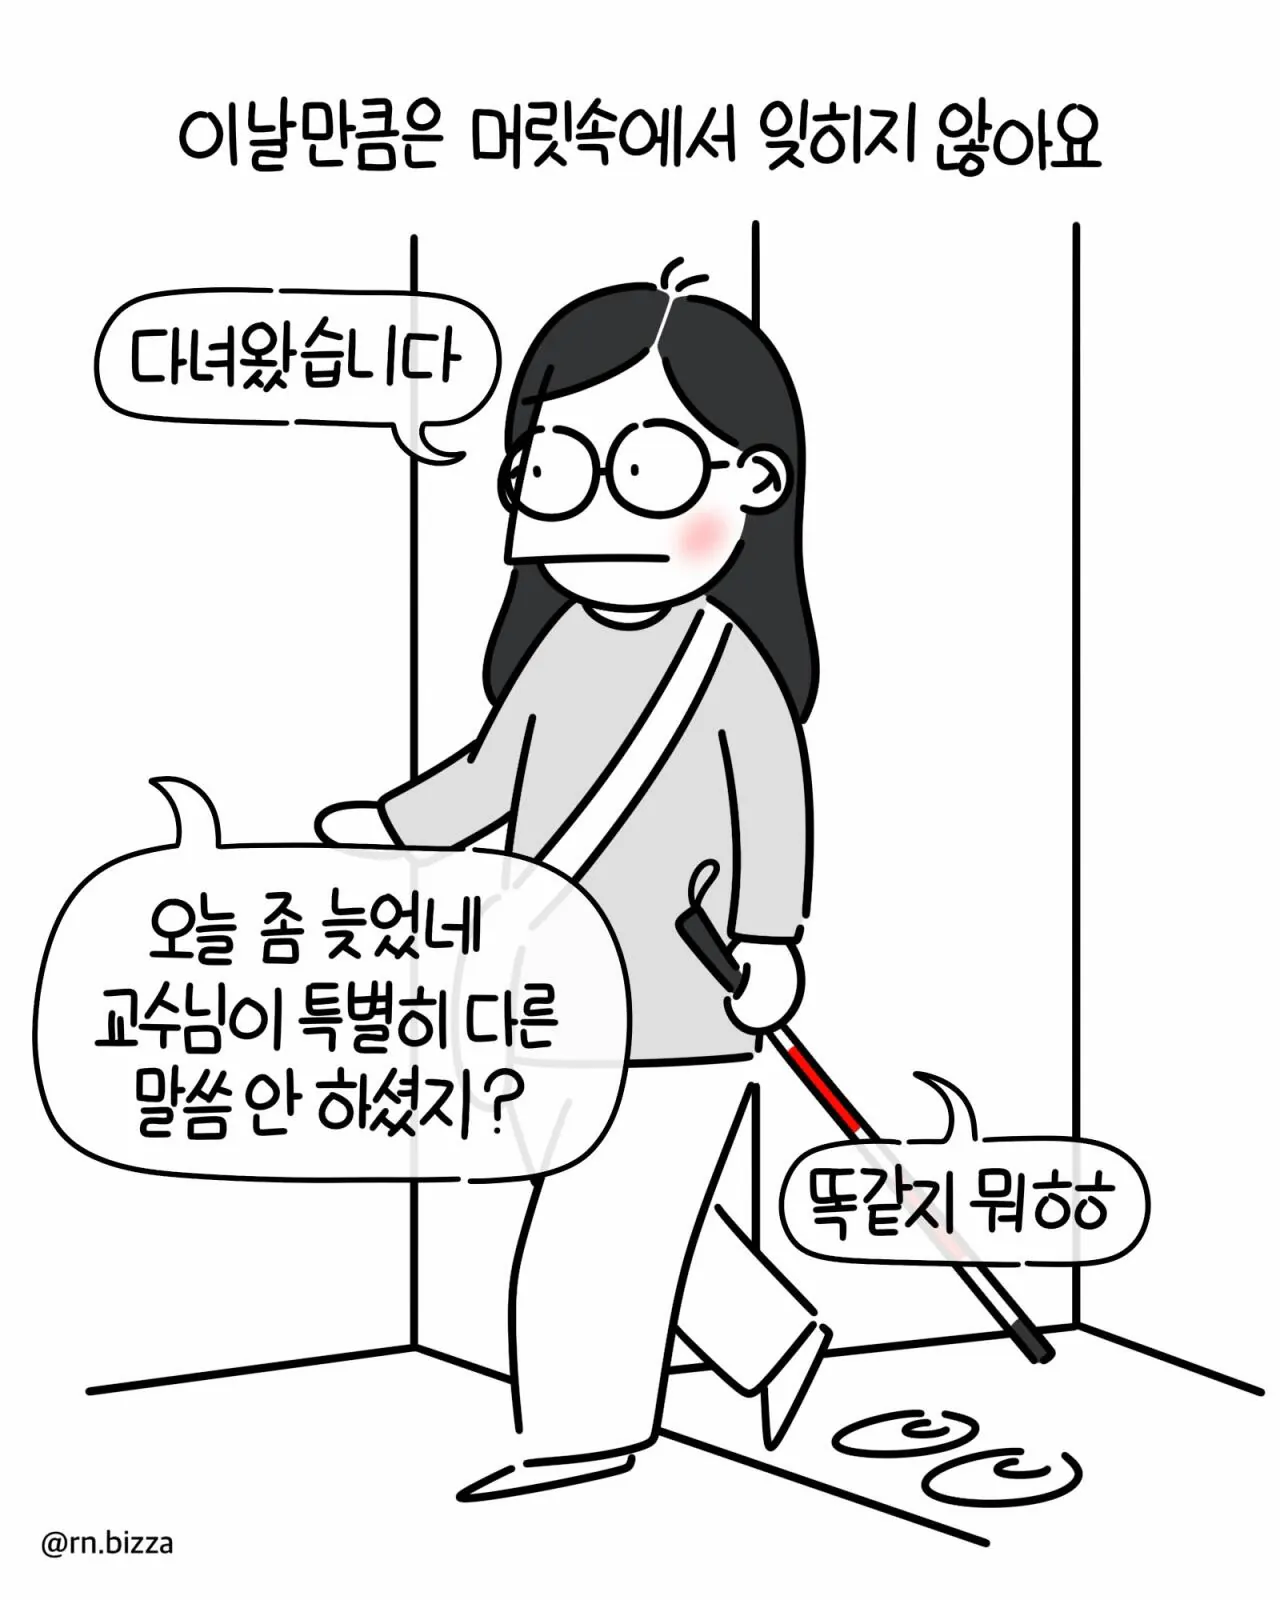 이날만큼은 머릿속에서 잊히지 않아요
다녀왔습니다
오늘 좀 늦었네
교수님이 특별히 다른
말씀 안 하셨지?
똑같지 뭐ㅎㅎ
@rn.bizza